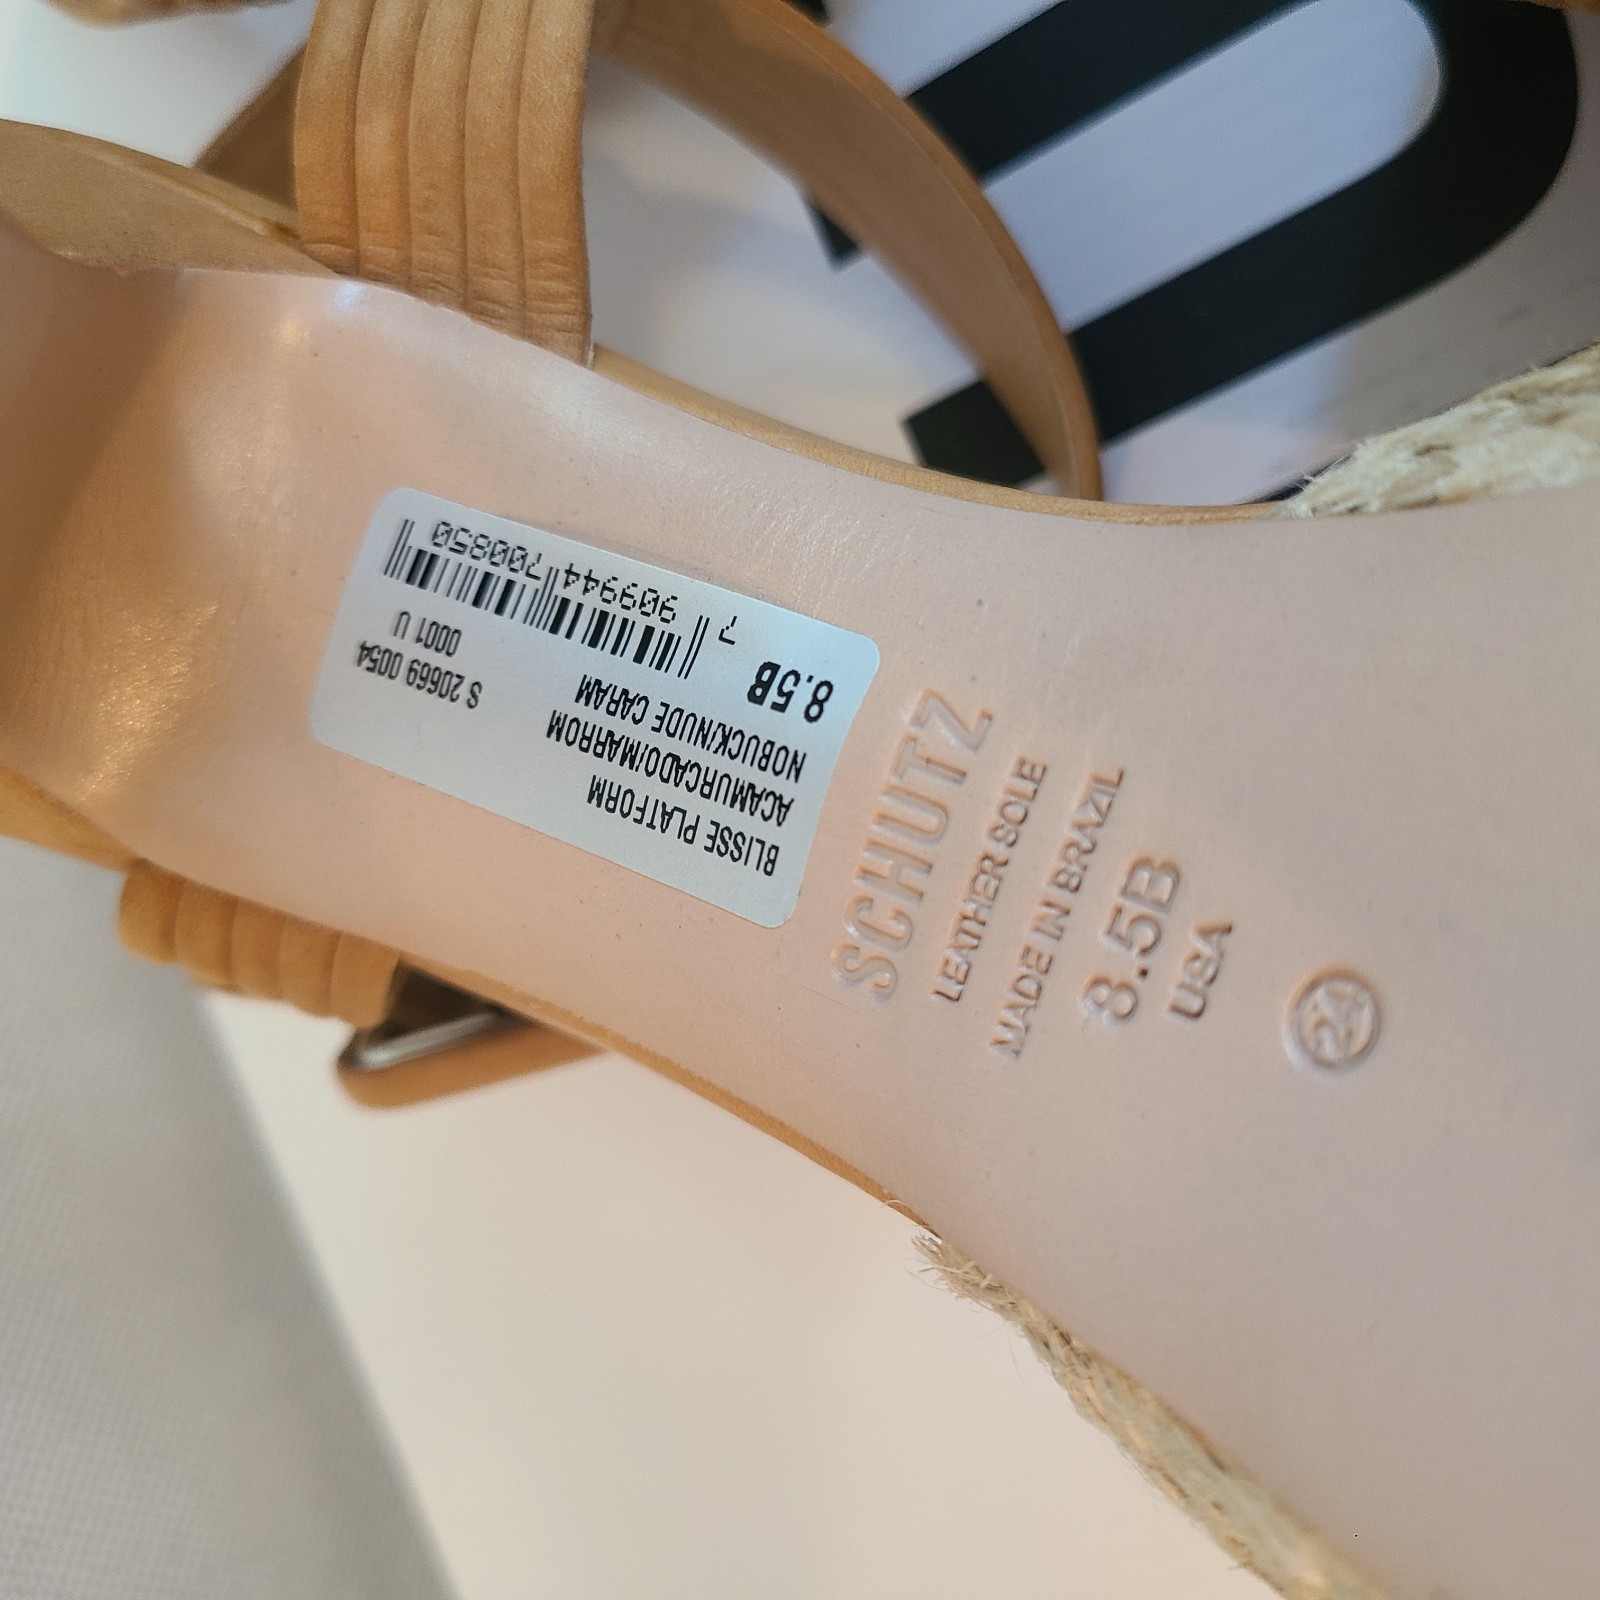 BLISSE PLATFORM
ACAMURCADO/MARROM
NOBUCK/NUDE CARAM
8.5B
S 20669 0054
0001 U
7 909944 700850
SCHUTZ
LEATHER SOLE
MADE IN BRAZIL
8.5B
USA
24